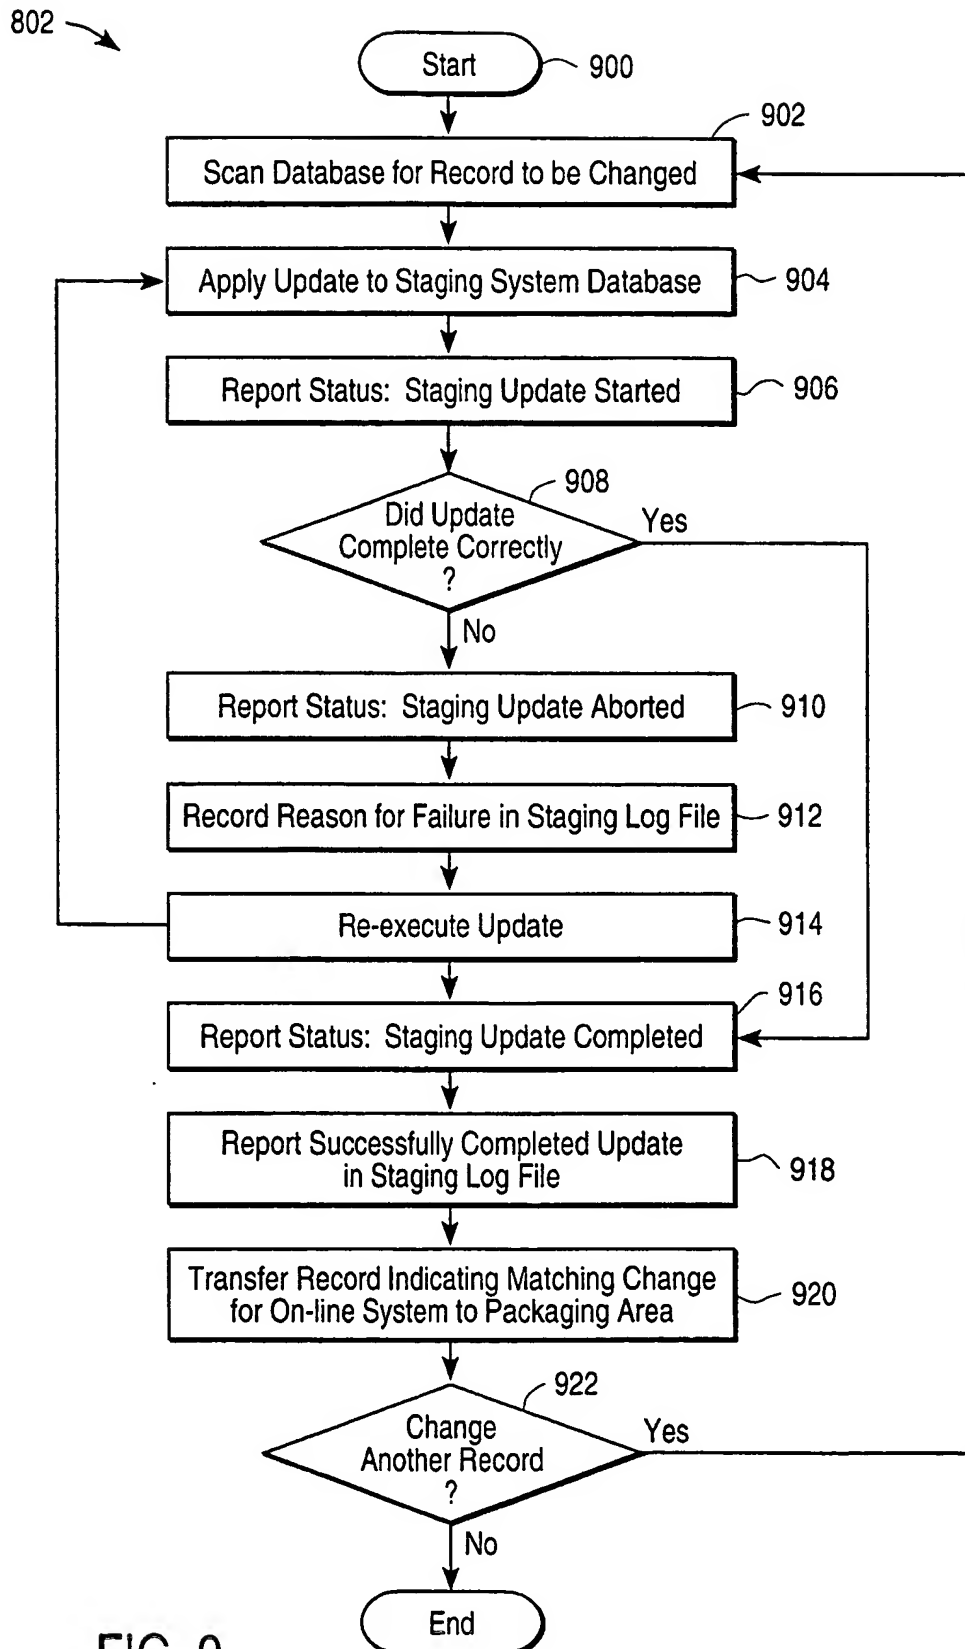 802
Start
900
902
Scan Database for Record to be Changed
Apply Update to Staging System Database
904
Report Status: Staging Update Started
906
908
Did Update
Complete Correctly
?
Yes
No
Report Status: Staging Update Aborted
910
Record Reason for Failure in Staging Log File
912
Re-execute Update
914
916
Report Status: Staging Update Completed
Report Successfully Completed Update
in Staging Log File
918
Transfer Record Indicating Matching Change
for On-line System to Packaging Area
920
922
Change
Another Record
?
Yes
No
End